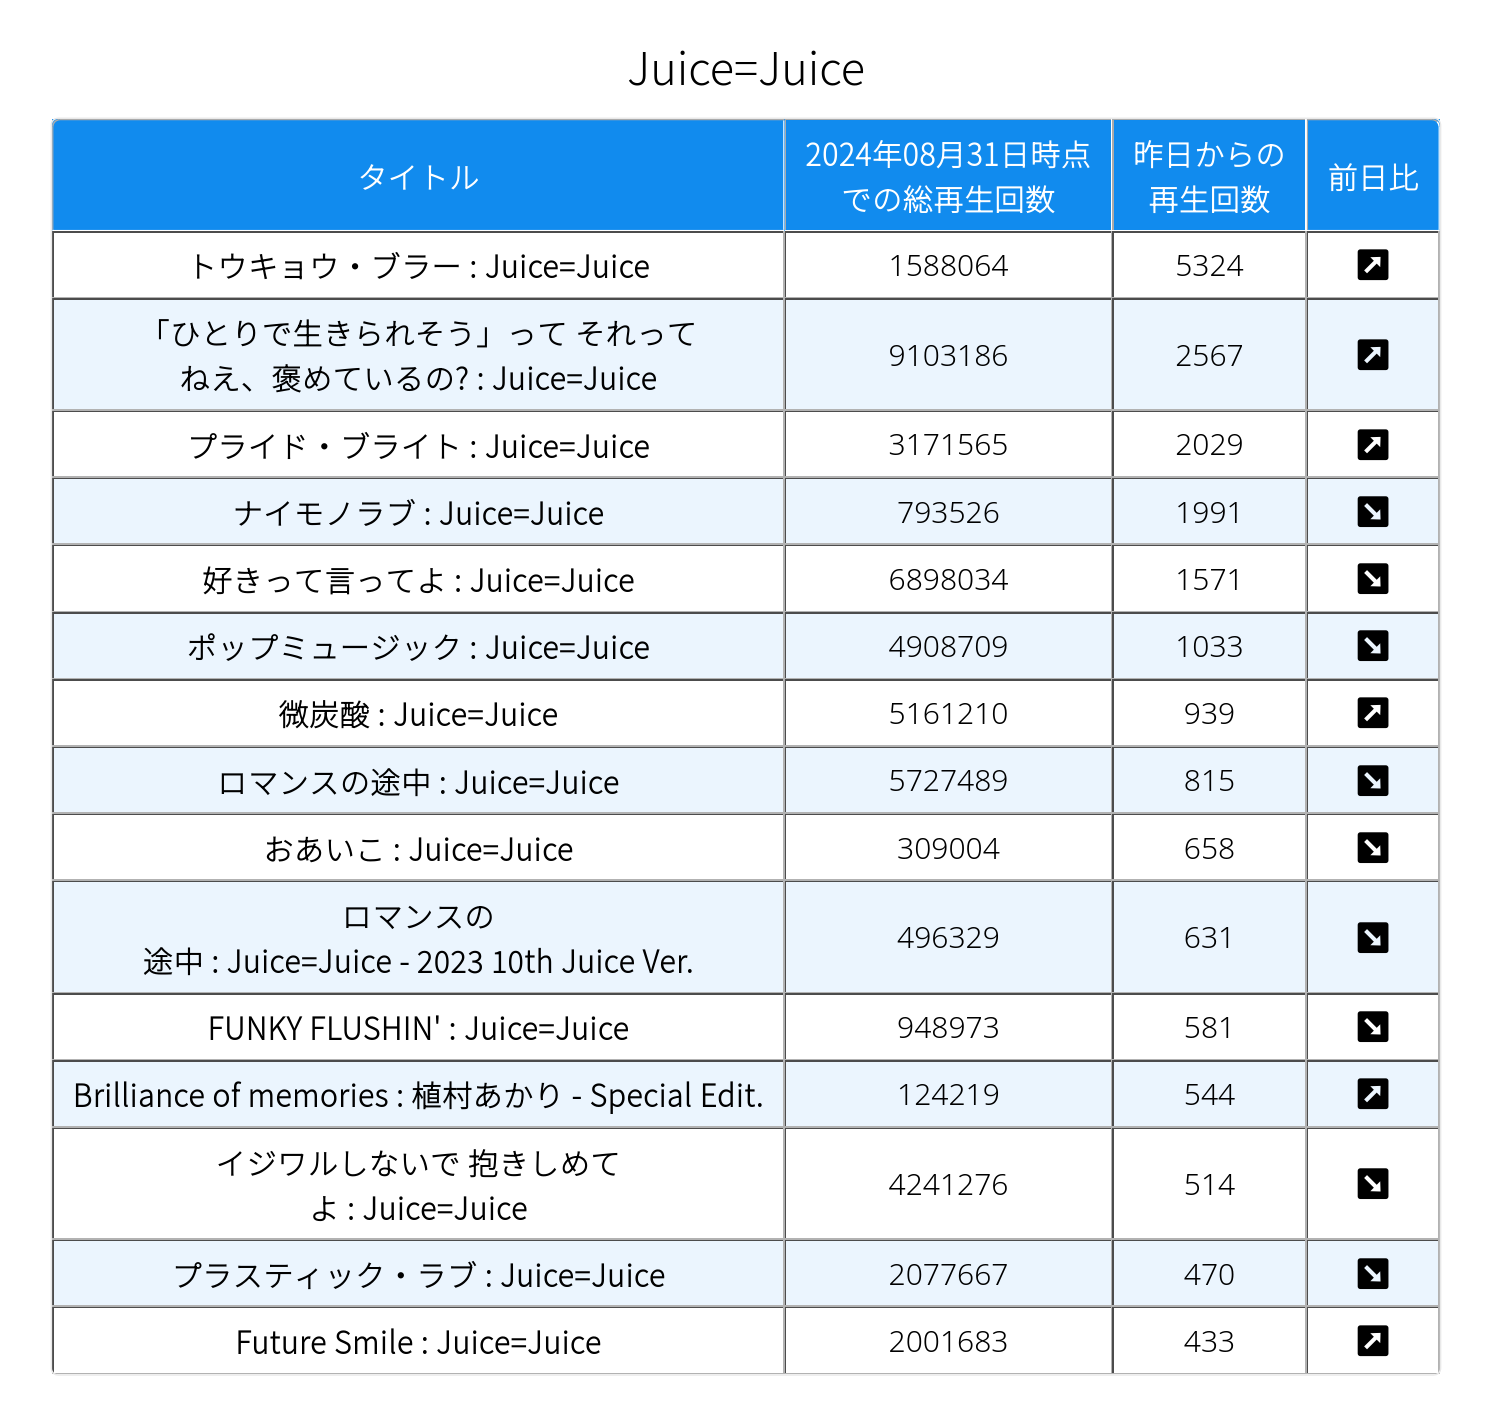 Juice=Juice
タイトル
2024年08月31日時点
での総再生回数
昨日からの
再生回数
前日比
トウキョウ・ブラー : Juice=Juice 1588064 5324 ↗
「ひとりで生きられそう」って それって
ねえ、褒めているの? : Juice=Juice 9103186 2567 ↗
プライド・ブライト : Juice=Juice 3171565 2029 ↗
ナイモノラブ : Juice=Juice 793526 1991 ↘
好きって言ってよ : Juice=Juice 6898034 1571 ↘
ポップミュージック : Juice=Juice 4908709 1033 ↘
微炭酸 : Juice=Juice 5161210 939 ↗
ロマンスの途中 : Juice=Juice 5727489 815 ↘
おあいこ : Juice=Juice 309004 658 ↘
ロマンスの
途中 : Juice=Juice - 2023 10th Juice Ver. 496329 631 ↘
FUNKY FLUSHIN' : Juice=Juice 948973 581 ↘
Brilliance of memories : 植村あかり - Special Edit. 124219 544 ↗
イジワルしないで 抱きしめて
よ : Juice=Juice 4241276 514 ↘
プラスティック・ラブ : Juice=Juice 2077667 470 ↘
Future Smile : Juice=Juice 2001683 433 ↗